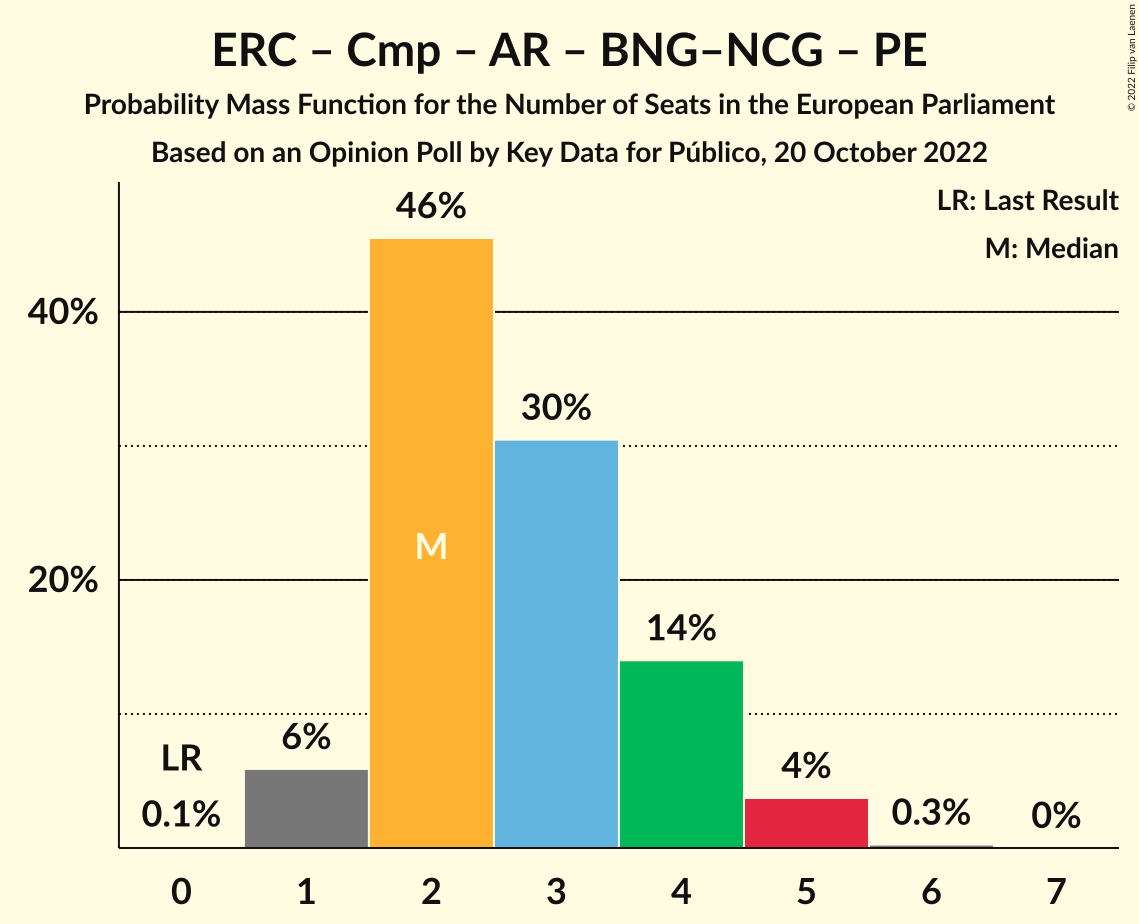 ERC – Cmp – AR – BNG–NCG – PE
Probability Mass Function for the Number of Seats in the European Parliament
Based on an Opinion Poll by Key Data for Público, 20 October 2022
© 2022 Filip van Laenen
LR: Last Result
M: Median
46%
40%
30%
M
20%
14%
6%
LR
4%
0.1%
0.3%
0%
0 1 2 3 4 5 6 7